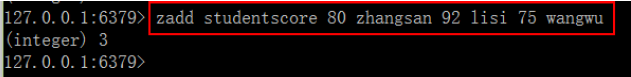 127.0.0.1:6379> zadd studentscore 80 zhangsan 92 lisi 75 wangwu
(integer) 3
127.0.0.1:6379>